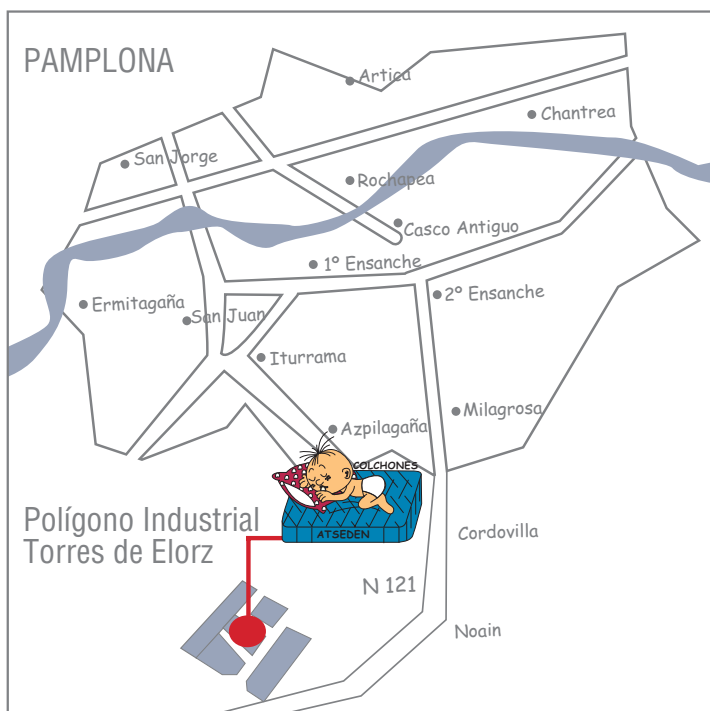 PAMPLONA
Artica
Chantrea
San Jorge
Rochapea
Casco Antiguo
1º Ensanche
2º Ensanche
Ermitagaña
San Juan
Iturrama
Milagrosa
Azpilagaña
COLCHONES
ATSEDEN
Polígono Industrial
Torres de Elorz
Cordovilla
N 121
Noain